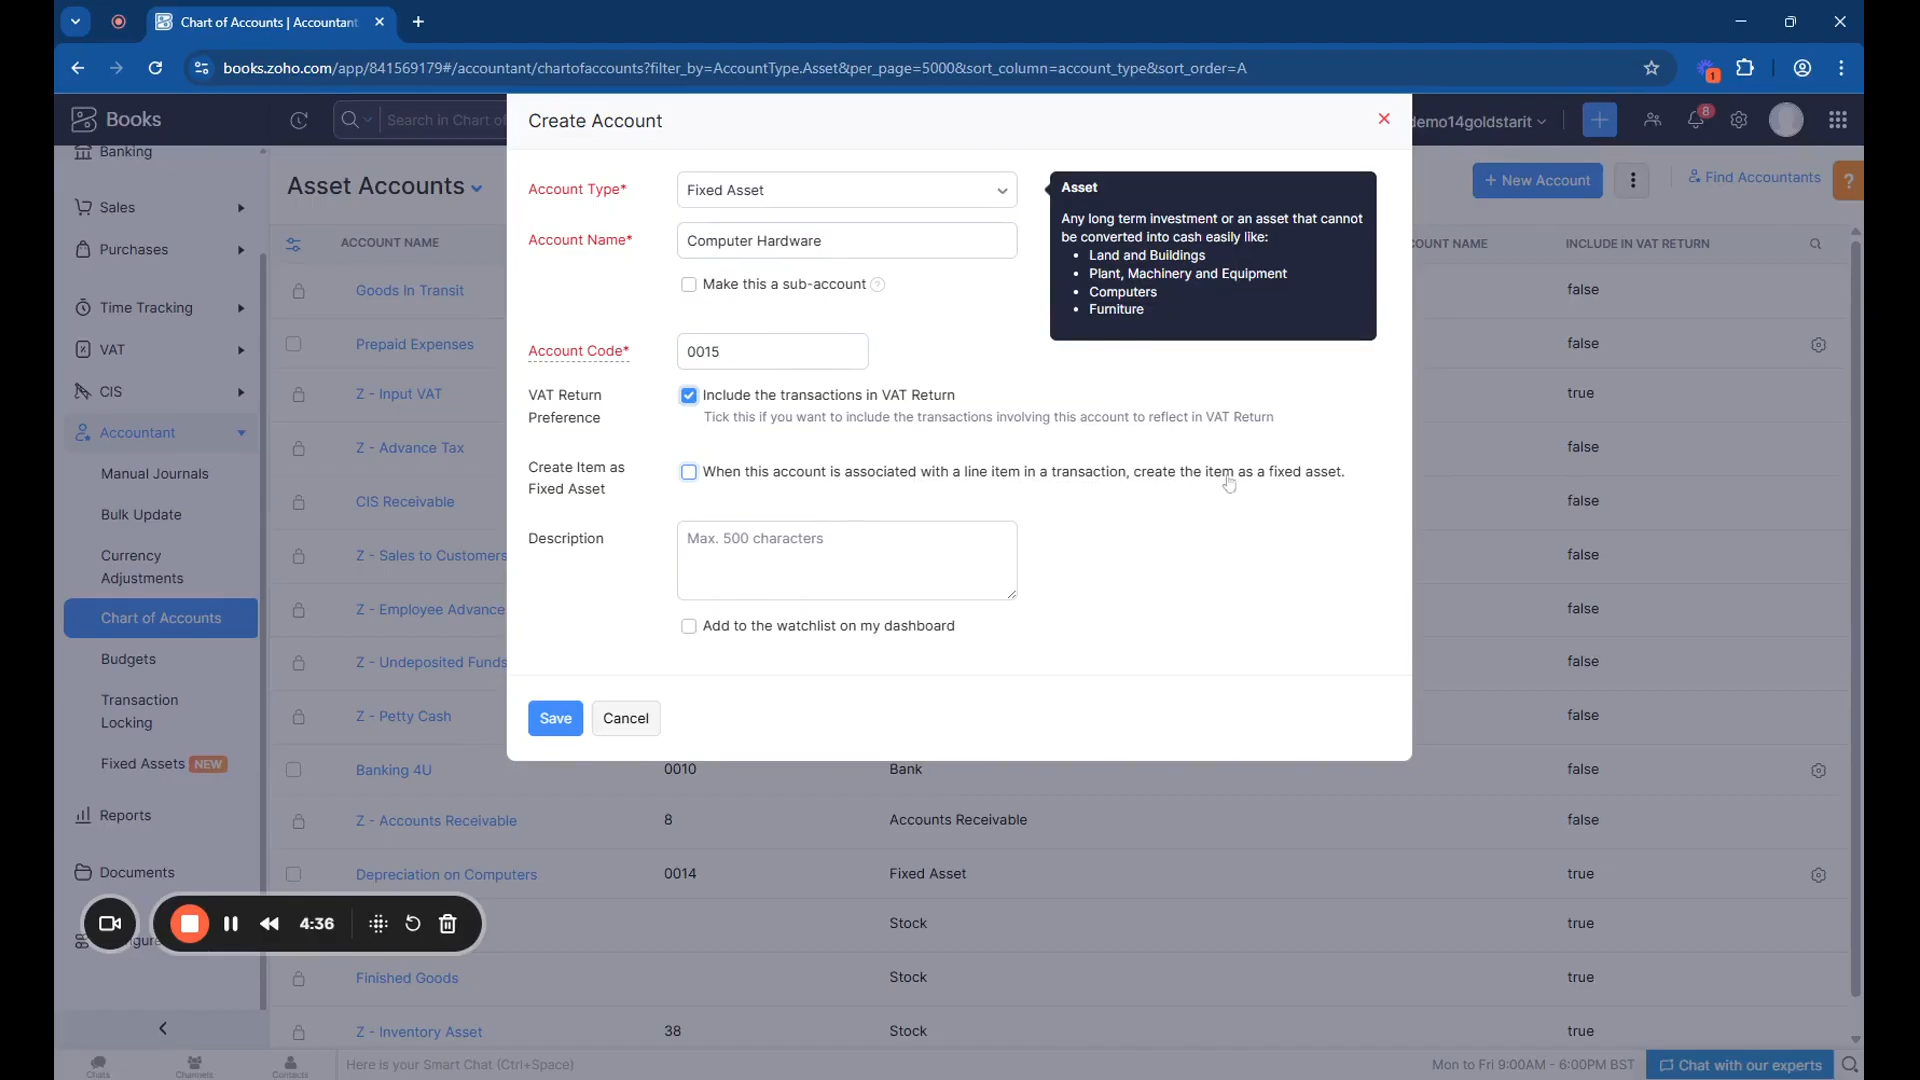 Chart of Accounts | Accountant
books.zoho.com/app/841569179#/accountant/chartofaccounts?filter_by=AccountType.Asset&per_page=5000&sort_column=account_type&sort_order=A
1
Books
Search in Chart of
demo14goldstarit
8
Banking
Sales
Purchases
Time Tracking
VAT
CIS
Accountant
Manual Journals
Bulk Update
Currency
Adjustments
Chart of Accounts
Budgets
Transaction
Locking
Fixed Assets NEW
Reports
Documents
Asset Accounts
+ New Account
Find Accountants
?
ACCOUNT NAME
INCLUDE IN VAT RETURN
Goods In Transit
false
Prepaid Expenses
false
Z - Input VAT
true
Z - Advance Tax
false
CIS Receivable
false
Z - Sales to Customers
false
Z - Employee Advance
false
Z - Undeposited Funds
false
Z - Petty Cash
false
Banking 4U 0010 Bank false
Z - Accounts Receivable 8 Accounts Receivable false
Depreciation on Computers 0014 Fixed Asset true
Stock true
Finished Goods Stock true
Z - Inventory Asset 38 Stock true
Create Account
Account Type* Fixed Asset
Account Name* Computer Hardware
Make this a sub-account ?
Account Code* 0015
VAT Return
Preference
Include the transactions in VAT Return
Tick this if you want to include the transactions involving this account to reflect in VAT Return
Create Item as
Fixed Asset
When this account is associated with a line item in a transaction, create the item as a fixed asset.
Description
Max. 500 characters
Add to the watchlist on my dashboard
Save Cancel
Asset
Any long term investment or an asset that cannot
be converted into cash easily like:
• Land and Buildings
• Plant, Machinery and Equipment
• Computers
• Furniture
4:36
Chats
Channels
Contacts
Here is your Smart Chat (Ctrl+Space)
Mon to Fri 9:00AM - 6:00PM BST
Chat with our experts